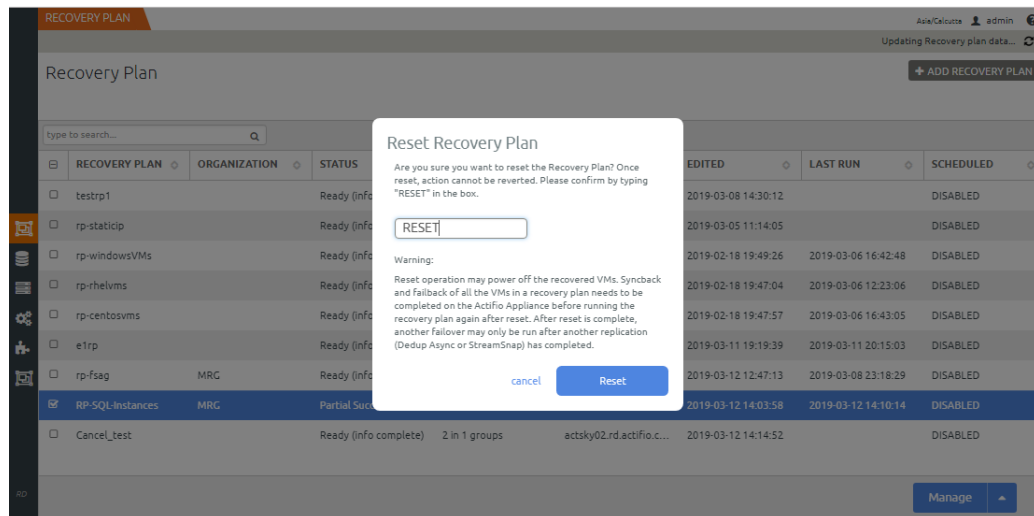 RECOVERY PLAN
Asia/Calcutta admin
Updating Recovery plan data...
Recovery Plan
+ ADD RECOVERY PLAN
type to search...
RECOVERY PLAN ORGANIZATION STATUS EDITED LAST RUN SCHEDULED
testrp1 Ready (info 2019-03-08 14:30:12 DISABLED
rp-staticip Ready (info 2019-03-05 11:14:05 DISABLED
rp-windowsVMs Ready (info 2019-02-18 19:49:26 2019-03-06 16:42:48 DISABLED
rp-rhelvms Ready (info 2019-02-18 19:47:04 2019-03-06 12:23:06 DISABLED
rp-centosvms Ready (info 2019-02-18 19:47:57 2019-03-06 16:43:05 DISABLED
e1rp Ready (info 2019-03-11 19:19:39 2019-03-11 20:15:03 DISABLED
rp-fsag MRG Ready (info 2019-03-12 12:47:13 2019-03-08 23:18:29 DISABLED
RP-SQL-Instances MRG Partial Succ 2019-03-12 14:03:58 2019-03-12 14:10:14 DISABLED
Cancel_test Ready (info complete) 2 in 1 groups actsky02.rd.actifio.c... 2019-03-12 14:14:52 DISABLED
Reset Recovery Plan
Are you sure you want to reset the Recovery Plan? Once
reset, action cannot be reverted. Please confirm by typing
"RESET" in the box.
RESET
Warning:
Reset operation may power off the recovered VMs. Syncback
and failback of all the VMs in a recovery plan needs to be
completed on the Actifio Appliance before running the
recovery plan again after reset. After reset is complete,
another failover may only be run after another replication
(Dedup Async or StreamSnap) has completed.
cancel Reset
RD
Manage